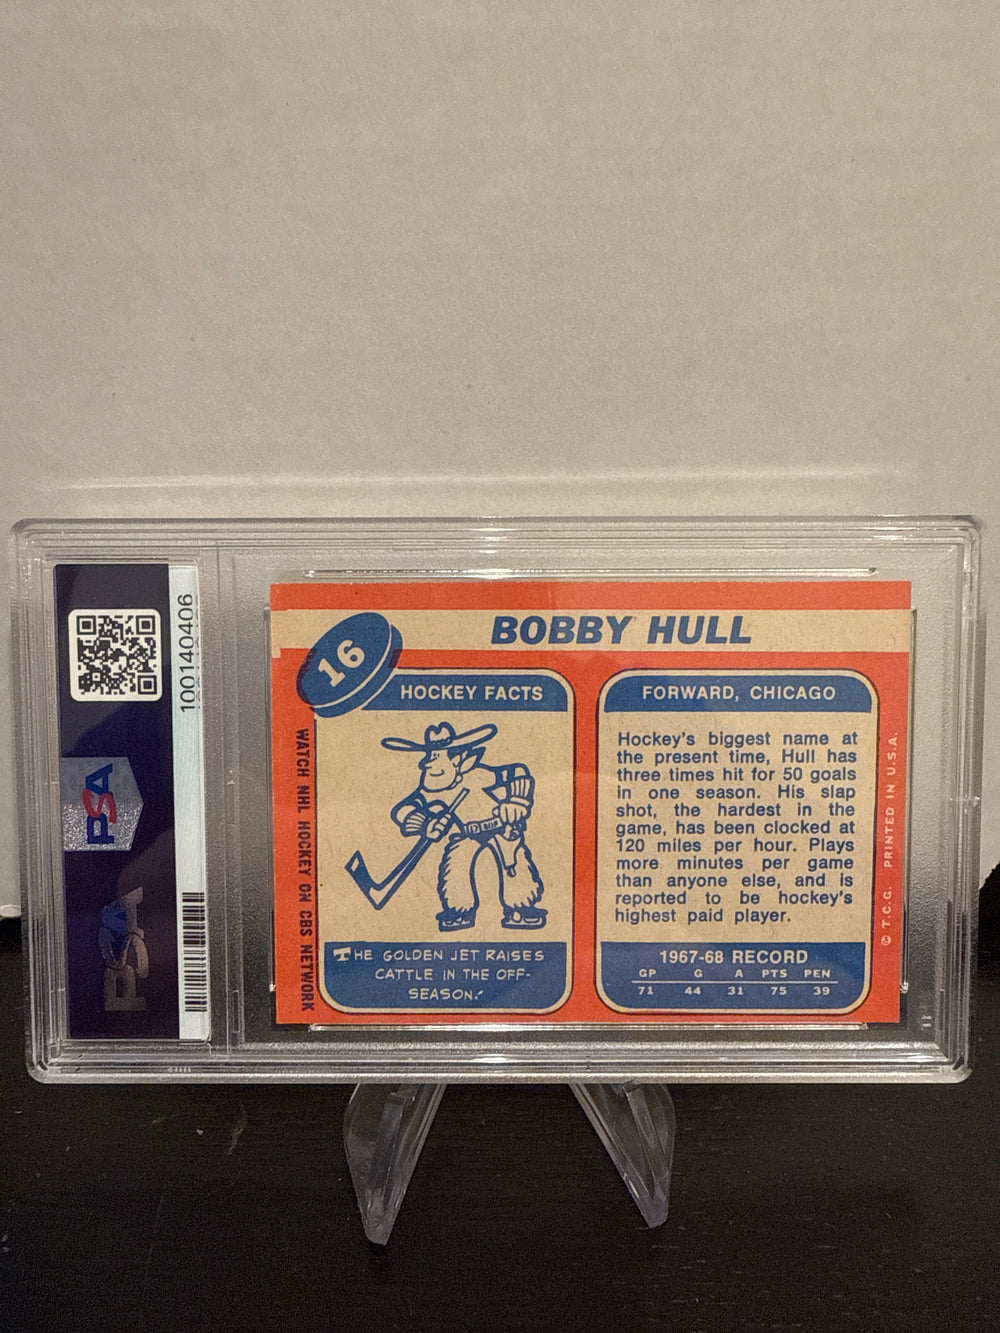 100140406
PSA
PSA
16
BOBBY HULL
HOCKEY FACTS
THE GOLDEN JET RAISES
CATTLE IN THE OFF-
SEASON.
WATCH NHL HOCKEY ON CBS NETWORK
FORWARD, CHICAGO
Hockey's biggest name at
the present time, Hull has
three times hit for 50 goals
in one season. His slap
shot, the hardest in the
game, has been clocked at
120 miles per hour. Plays
more minutes per game
than anyone else, and is
reported to be hockey's
highest paid player.
1967-68 RECORD
GP G A PTS PEN
71 44 31 75 39
© T.C.G. PRINTED IN U.S.A.